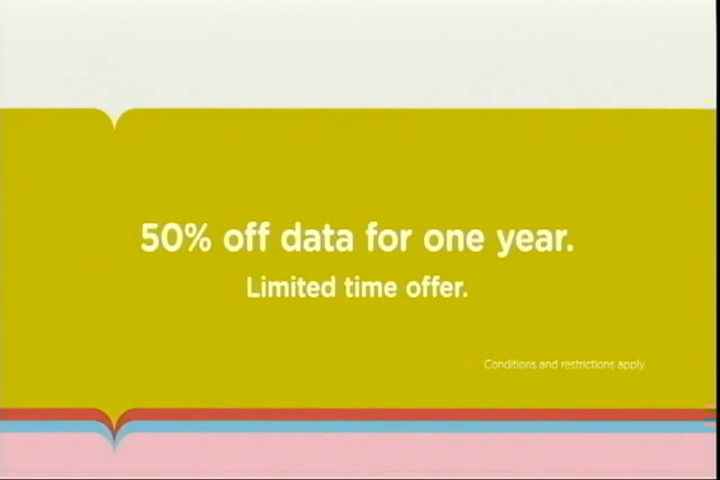 50% off data for one year.
Limited time offer.
Conditions and restrictions apply.